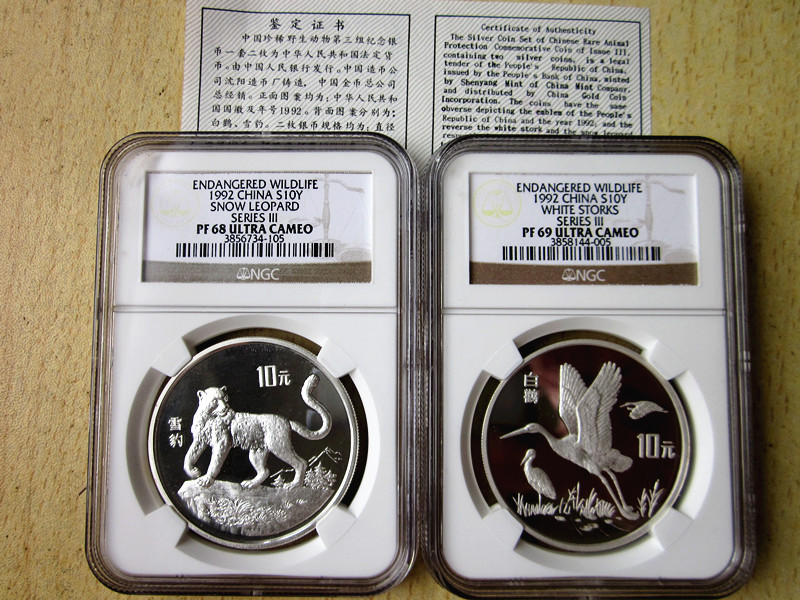 鉴定证书
中国珍稀野生动物第三组纪念银
币一套二枚为中华人民共和国法定货
币。由中国人民银行发行。中国造币公
司沈阳造币厂铸造，中国金币总公司
总经销。正面图案均为:中华人民共和
国国徽及年号1992。背面图案分别为:
白鹤、雪豹。二枚银币规格均为:直径
Certificate of Authenticity
The Silver Coin Set of Chinese Rare Animal
Protection Commemorative Coin of Issue III,
containing two silver coins, is a legal
tender of the People's Republic of China,
issued by the People's Bank of China, minted
by Shenyang Mint of China Mint Company,
and distributed by China Gold Coin
Incorporation. The coins have the same
obverse depicting the emblem of the People's
Republic of China and the year 1992; and the
reverse the white stork and the snow leopard
ENDANGERED WILDLIFE
1992 CHINA S10Y
SNOW LEOPARD
SERIES III
PF 68 ULTRA CAMEO
3856734-105
NGC
ENDANGERED WILDLIFE
1992 CHINA S10Y
WHITE STORKS
SERIES III
PF 69 ULTRA CAMEO
3858144-005
NGC
10元
雪豹
白鹳
10元